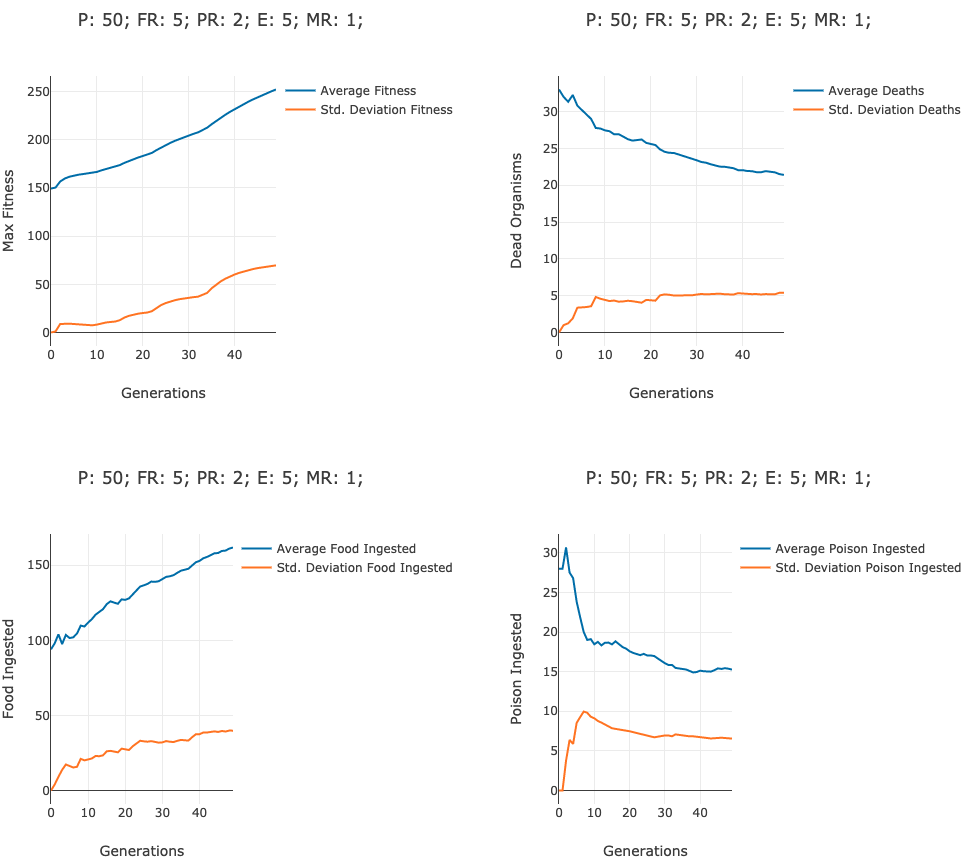 P: 50; FR: 5; PR: 2; E: 5; MR: 1;
250
200
150
100
50
0
Max Fitness
0 10 20 30 40
Generations
Average Fitness
Std. Deviation Fitness
P: 50; FR: 5; PR: 2; E: 5; MR: 1;
30
25
20
15
10
5
0
Dead Organisms
0 10 20 30 40
Generations
Average Deaths
Std. Deviation Deaths
P: 50; FR: 5; PR: 2; E: 5; MR: 1;
150
100
50
0
Food Ingested
0 10 20 30 40
Generations
Average Food Ingested
Std. Deviation Food Ingested
P: 50; FR: 5; PR: 2; E: 5; MR: 1;
30
25
20
15
10
5
0
Poison Ingested
0 10 20 30 40
Generations
Average Poison Ingested
Std. Deviation Poison Ingested